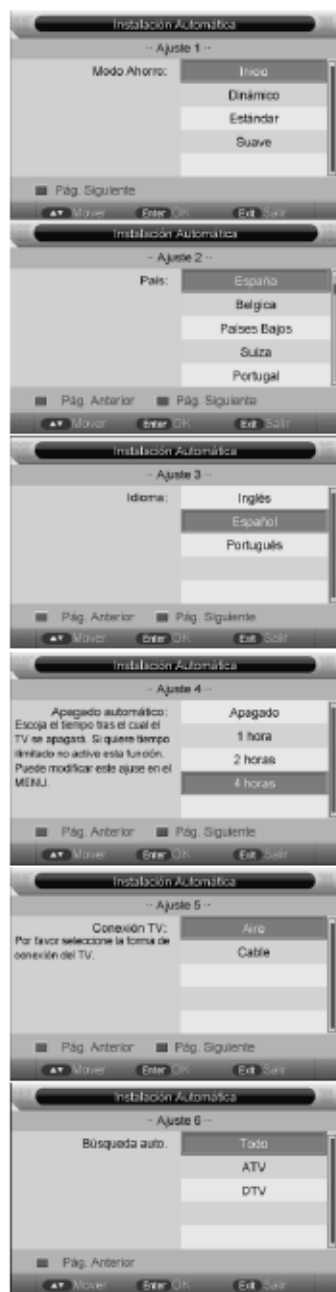 Instalación Automática
-- Ajuste 1 --
Modo Ahorro: Inicio
Dinámico
Estándar
Suave
Pág. Siguiente
▲▼ Mover Enter OK Exit Salir
Instalación Automática
-- Ajuste 2 --
País: España
Belgica
Países Bajos
Suiza
Portugal
Pág. Anterior Pág. Siguiente
▲▼ Mover Enter OK Exit Salir
Instalación Automática
-- Ajuste 3 --
Idioma: Inglés
Español
Portugués
Pág. Anterior Pág. Siguiente
▲▼ Mover Enter OK Exit Salir
Instalación Automática
-- Ajuste 4 --
Apagado automático: Apagado
Escoja el tiempo tras el cual el
TV se apagará. Si quiere tiempo 1 hora
ilimitado no active esta función. 2 horas
Puede modificar este ajuse en el
MENU. 4 horas
Pág. Anterior Pág. Siguiente
▲▼ Mover Enter OK Exit Salir
Instalación Automática
-- Ajuste 5 --
Conexión TV: Aire
Por favor seleccione la forma de
conexión del TV. Cable
Pág. Anterior Pág. Siguiente
▲▼ Mover Enter OK Exit Salir
Instalación Automática
-- Ajuste 6 --
Búsqueda auto. Todo
ATV
DTV
Pág. Anterior
▲▼ Mover Enter OK Exit Salir